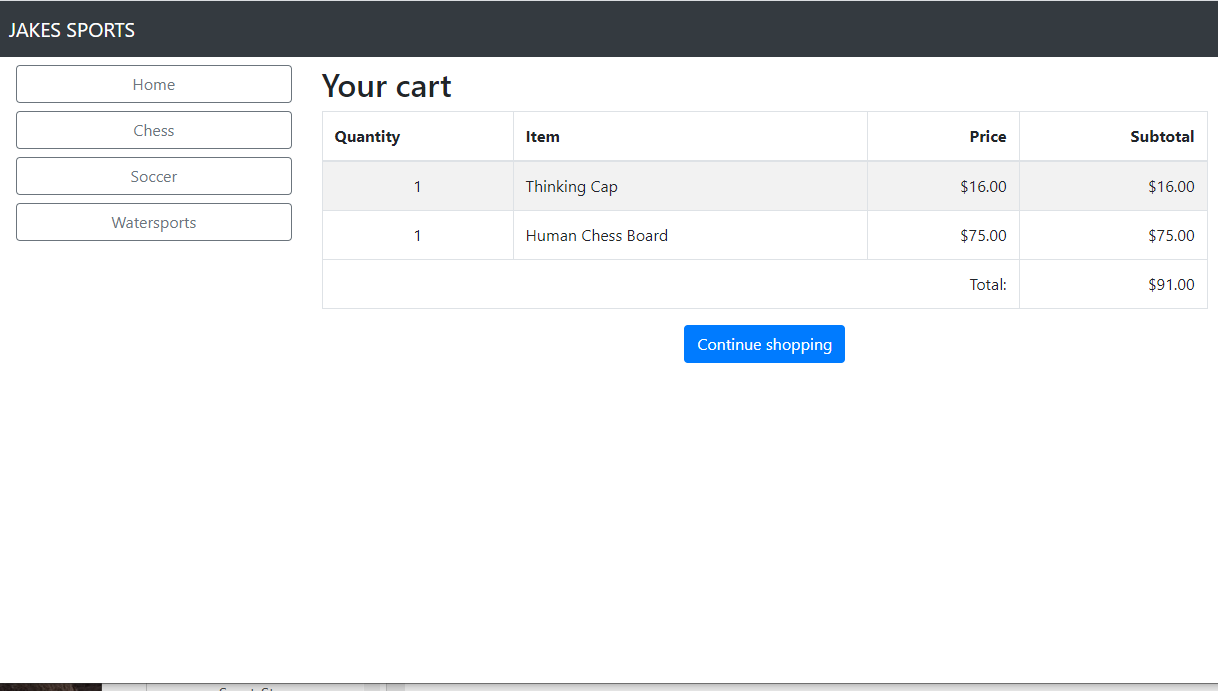 JAKES SPORTS
Home
Chess
Soccer
Watersports
Your cart
Quantity Item Price Subtotal
1 Thinking Cap $16.00 $16.00
1 Human Chess Board $75.00 $75.00
Total: $91.00
Continue shopping